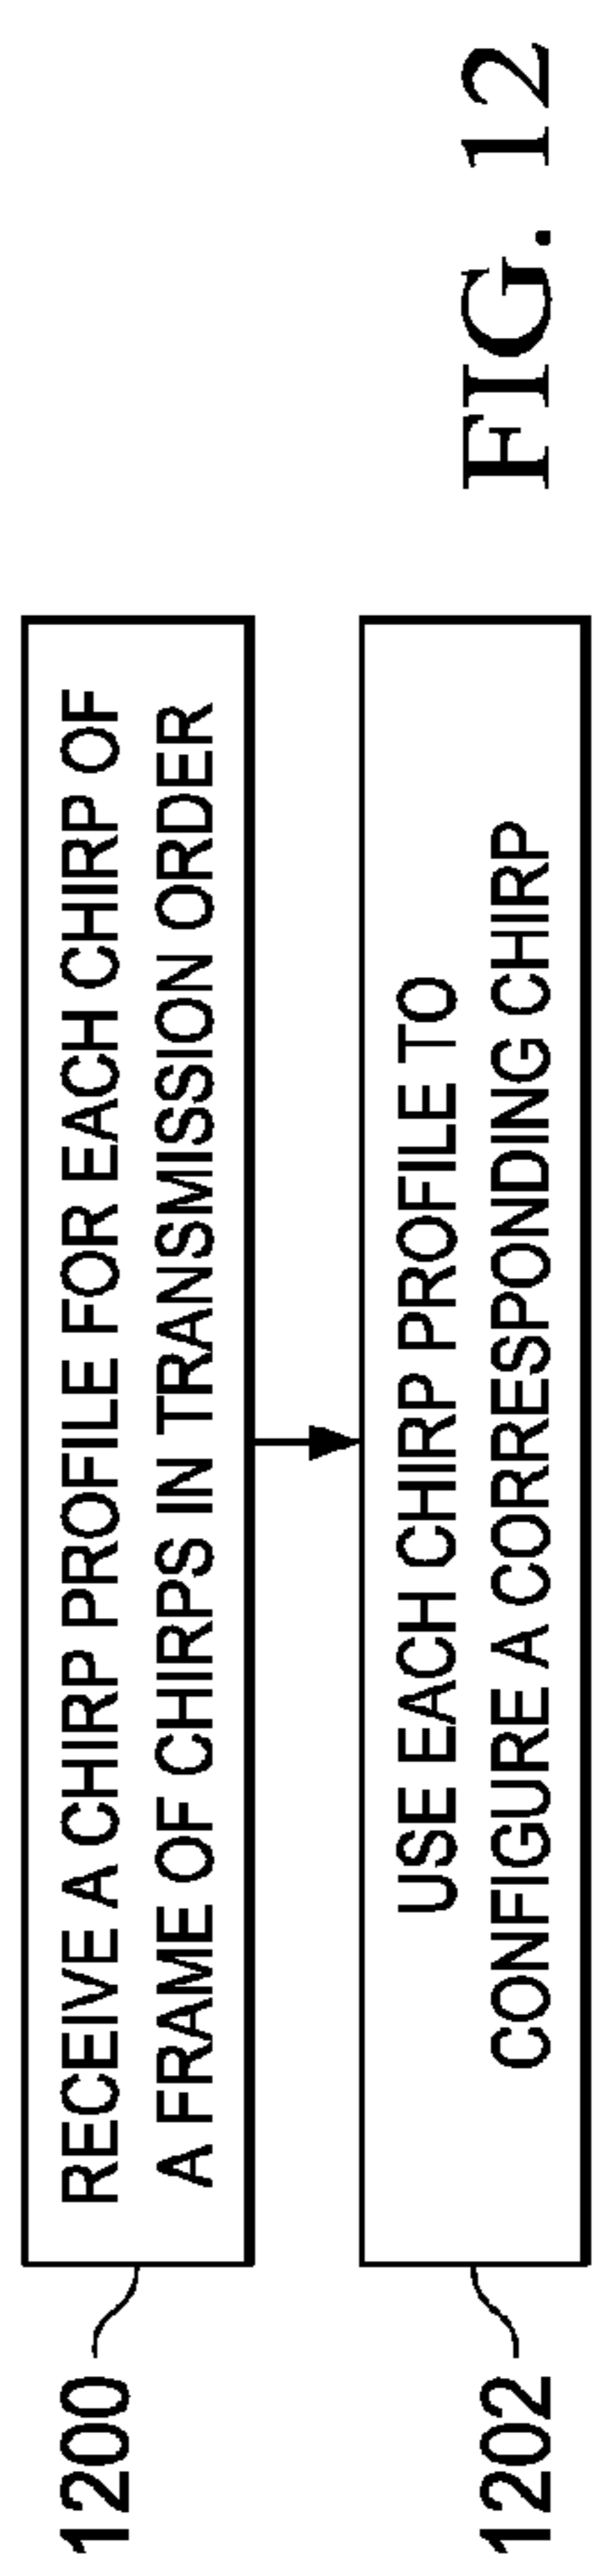 1200
RECEIVE A CHIRP PROFILE FOR EACH CHIRP OF
A FRAME OF CHIRPS IN TRANSMISSION ORDER
1202
USE EACH CHIRP PROFILE TO
CONFIGURE A CORRESPONDING CHIRP
FIG. 12